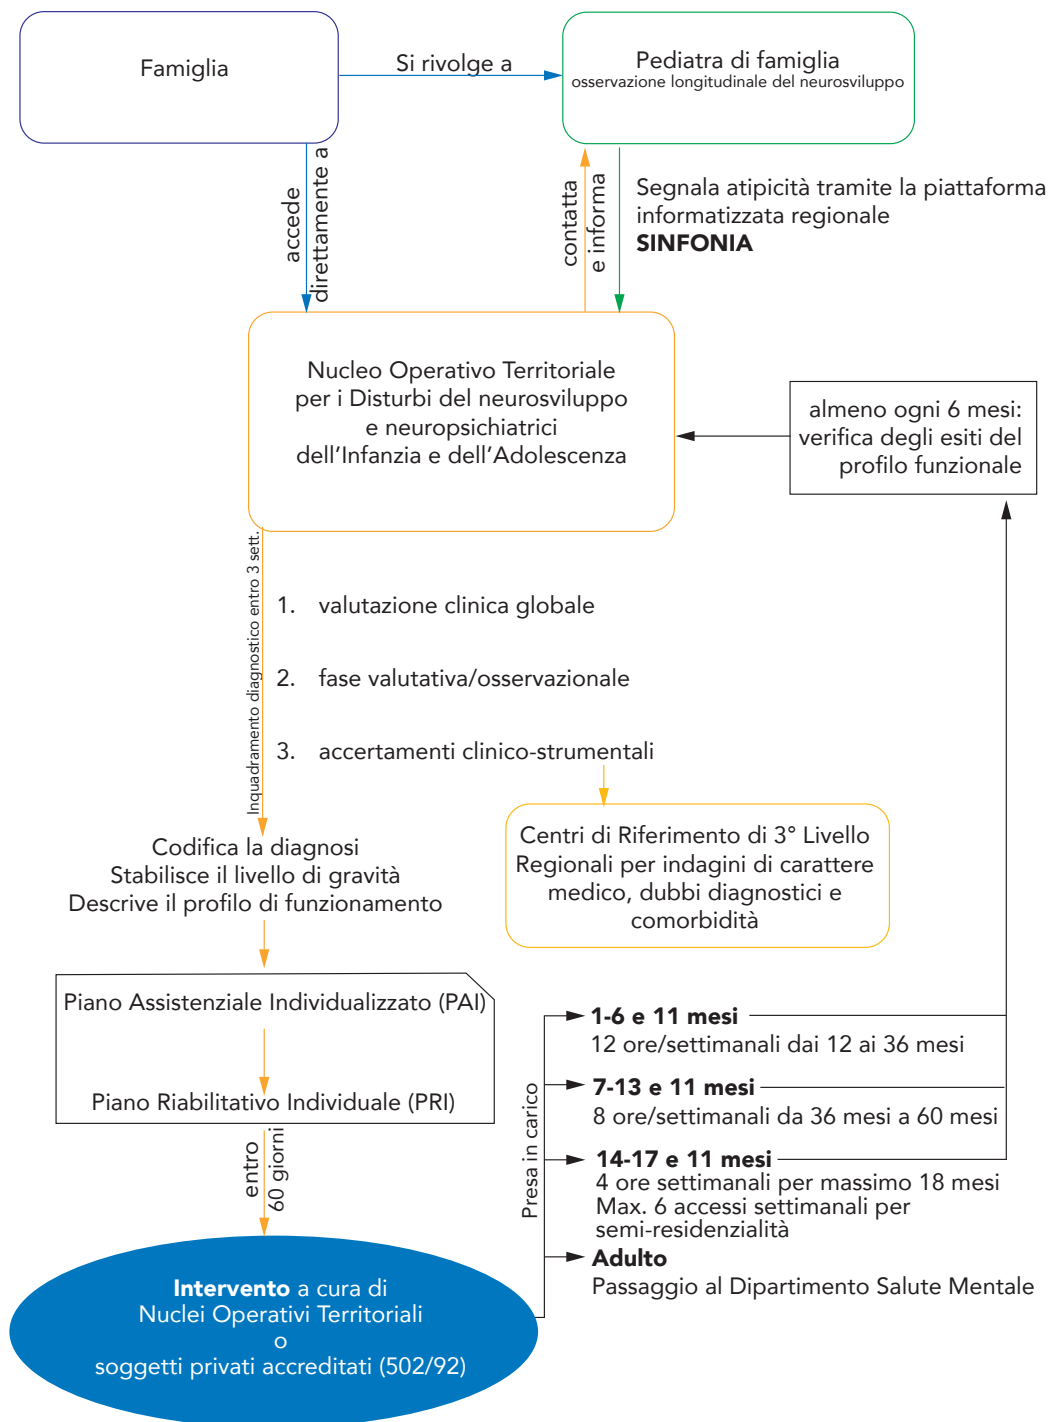 Famiglia
Si rivolge a
Pediatra di famiglia
osservazione longitudinale del neurosviluppo
accede
direttamente a
contatta
e informa
Segnala atipicità tramite la piattaforma
informatizzata regionale
SINFONIA
Nucleo Operativo Territoriale
per i Disturbi del neurosviluppo
e neuropsichiatrici
dell'Infanzia e dell'Adolescenza
almeno ogni 6 mesi:
verifica degli esiti del
profilo funzionale
Inquadramento diagnostico entro 3 sett.
1. valutazione clinica globale
2. fase valutativa/osservazionale
3. accertamenti clinico-strumentali
Centri di Riferimento di 3° Livello
Regionali per indagini di carattere
medico, dubbi diagnostici e
comorbidità
Codifica la diagnosi
Stabilisce il livello di gravità
Descrive il profilo di funzionamento
Piano Assistenziale Individualizzato (PAI)
Piano Riabilitativo Individuale (PRI)
entro
60 giorni
Intervento a cura di
Nuclei Operativi Territoriali
o
soggetti privati accreditati (502/92)
Presa in carico
1-6 e 11 mesi
12 ore/settimanali dai 12 ai 36 mesi
7-13 e 11 mesi
8 ore/settimanali da 36 mesi a 60 mesi
14-17 e 11 mesi
4 ore settimanali per massimo 18 mesi
Max. 6 accessi settimanali per
semi-residenzialità
Adulto
Passaggio al Dipartimento Salute Mentale